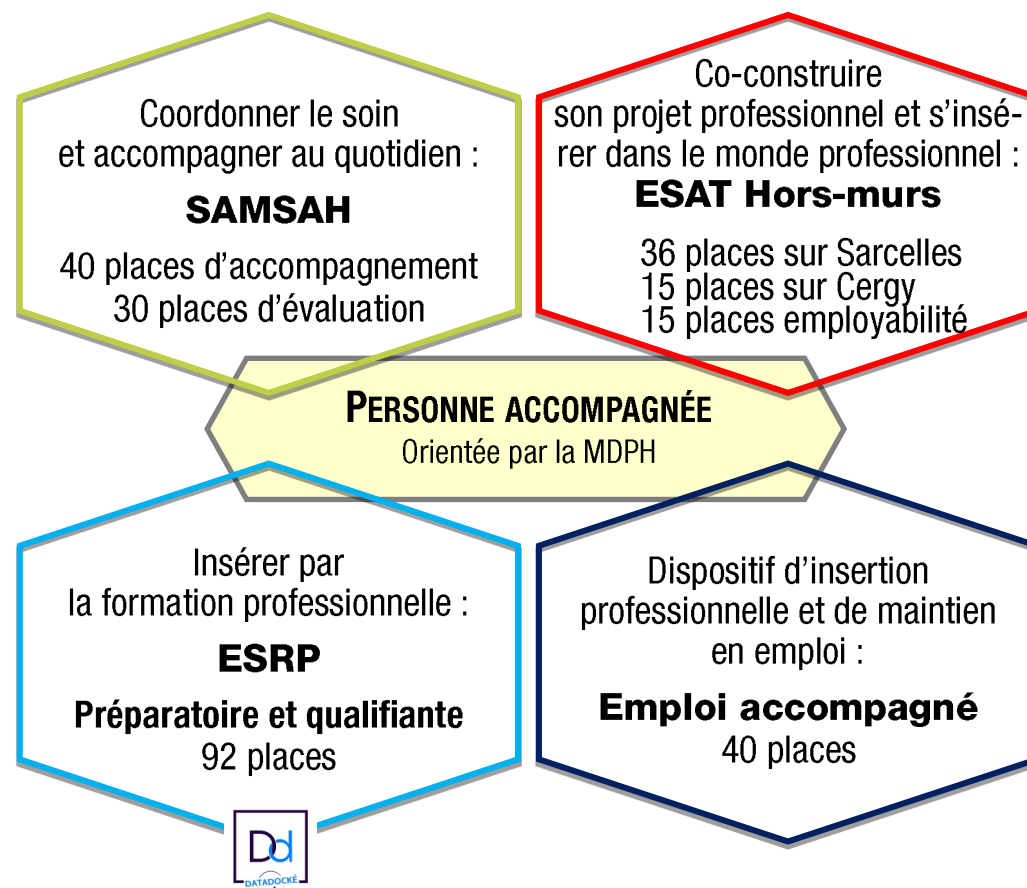 Coordonner le soin
et accompagner au quotidien :
SAMSAH
40 places d'accompagnement
30 places d'évaluation
Co-construire
son projet professionnel et s'insé-
rer dans le monde professionnel :
ESAT Hors-murs
36 places sur Sarcelles
15 places sur Cergy
15 places employabilité
PERSONNE ACCOMPAGNÉE
Orientée par la MDPH
Insérer par
la formation professionnelle :
ESRP
Préparatoire et qualifiante
92 places
Dispositif d'insertion
professionnelle et de maintien
en emploi :
Emploi accompagné
40 places
Dd
DATADOCKÉ